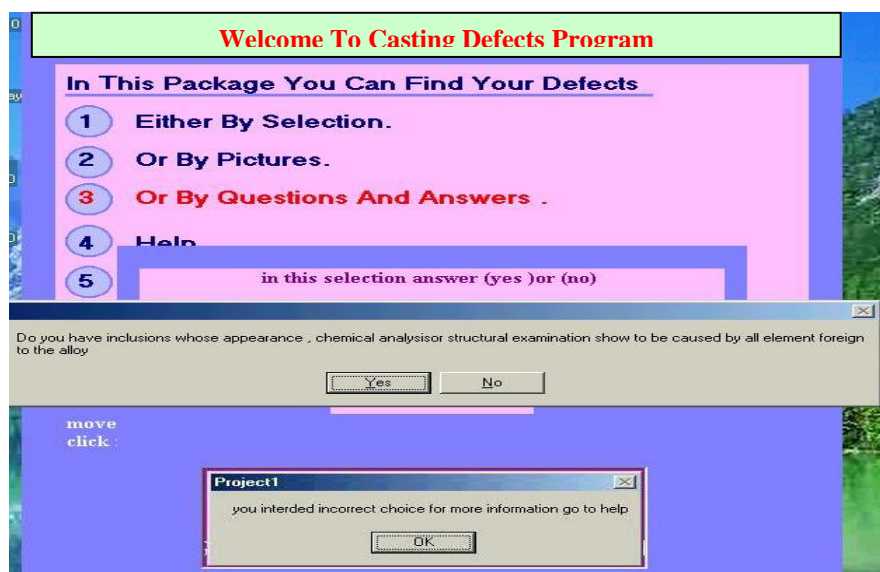 Welcome To Casting Defects Program
In This Package You Can Find Your Defects
1 Either By Selection.
2 Or By Pictures.
3 Or By Questions And Answers .
4 Help
5
in this selection answer (yes )or (no)
Do you have inclusions whose appearance , chemical analysisor structural examination show to be caused by all element foreign
to the alloy
Yes No
move
click :
Project1
you interded incorrect choice for more information go to help
OK